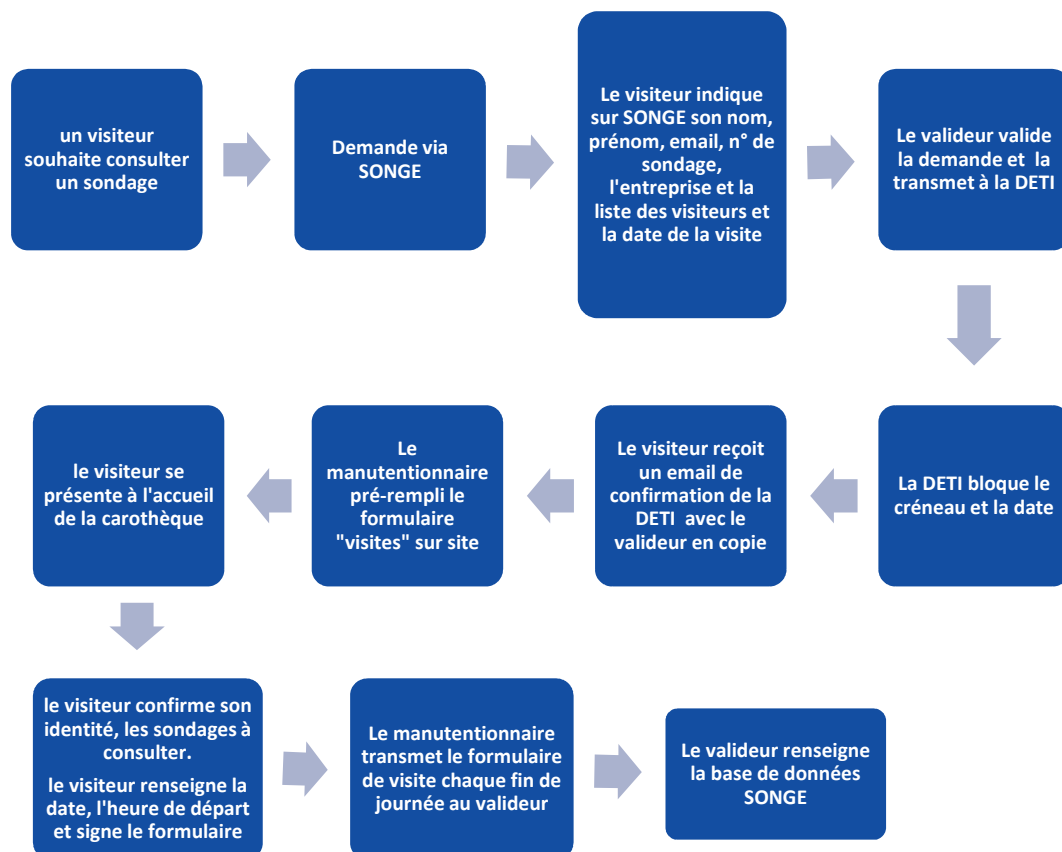 un visiteur
souhaite consulter
un sondage
Demande via
SONGE
Le visiteur indique
sur SONGE son nom,
prénom, email, n° de
sondage,
l'entreprise et la
liste des visiteurs et
la date de la visite
Le valideur valide
la demande et la
transmet à la DETI
La DETI bloque le
créneau et la date
Le visiteur reçoit
un email de
confirmation de la
DETI avec le
valideur en copie
Le
manutentionnaire
pré-rempli le
formulaire
"visites" sur site
le visiteur se
présente à l'accueil
de la carothèque
le visiteur confirme son
identité, les sondages à
consulter.
le visiteur renseigne la
date, l'heure de départ
et signe le formulaire
Le manutentionnaire
transmet le formulaire
de visite chaque fin de
journée au valideur
Le valideur renseigne
la base de données
SONGE